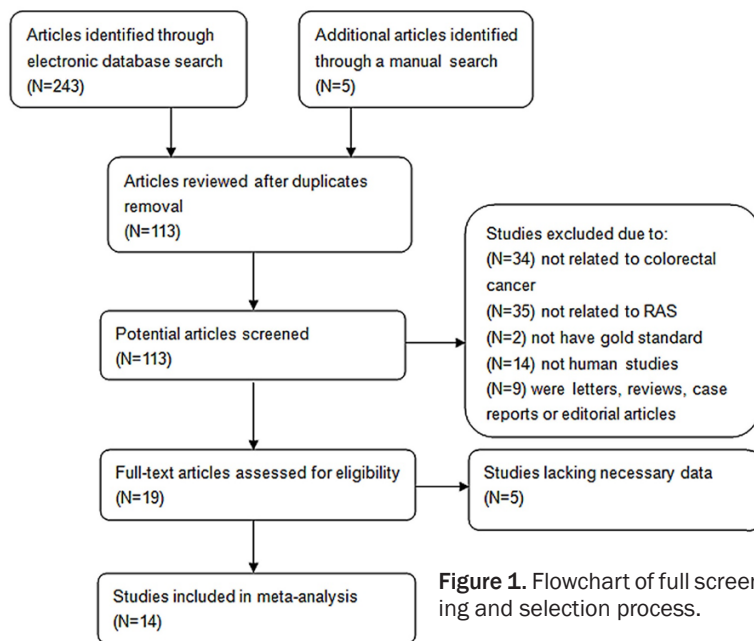 Articles identified through
electronic database search
(N=243)
Additional articles identified
through a manual search
(N=5)
Articles reviewed after duplicates
removal
(N=113)
Studies excluded due to:
(N=34) not related to colorectal
cancer
(N=35) not related to RAS
(N=2) not have gold standard
(N=14) not human studies
(N=9) were letters, reviews, case
reports or editorial articles
Potential articles screened
(N=113)
Full-text articles assessed for eligibility
(N=19)
Studies lacking necessary data
(N=5)
Studies included in meta-analysis
(N=14)
Figure 1. Flowchart of full screen-
ing and selection process.